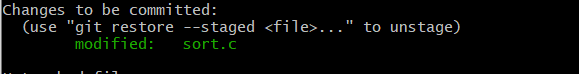 Changes to be committed:
  (use "git restore --staged <file>..." to unstage)
        modified:   sort.c